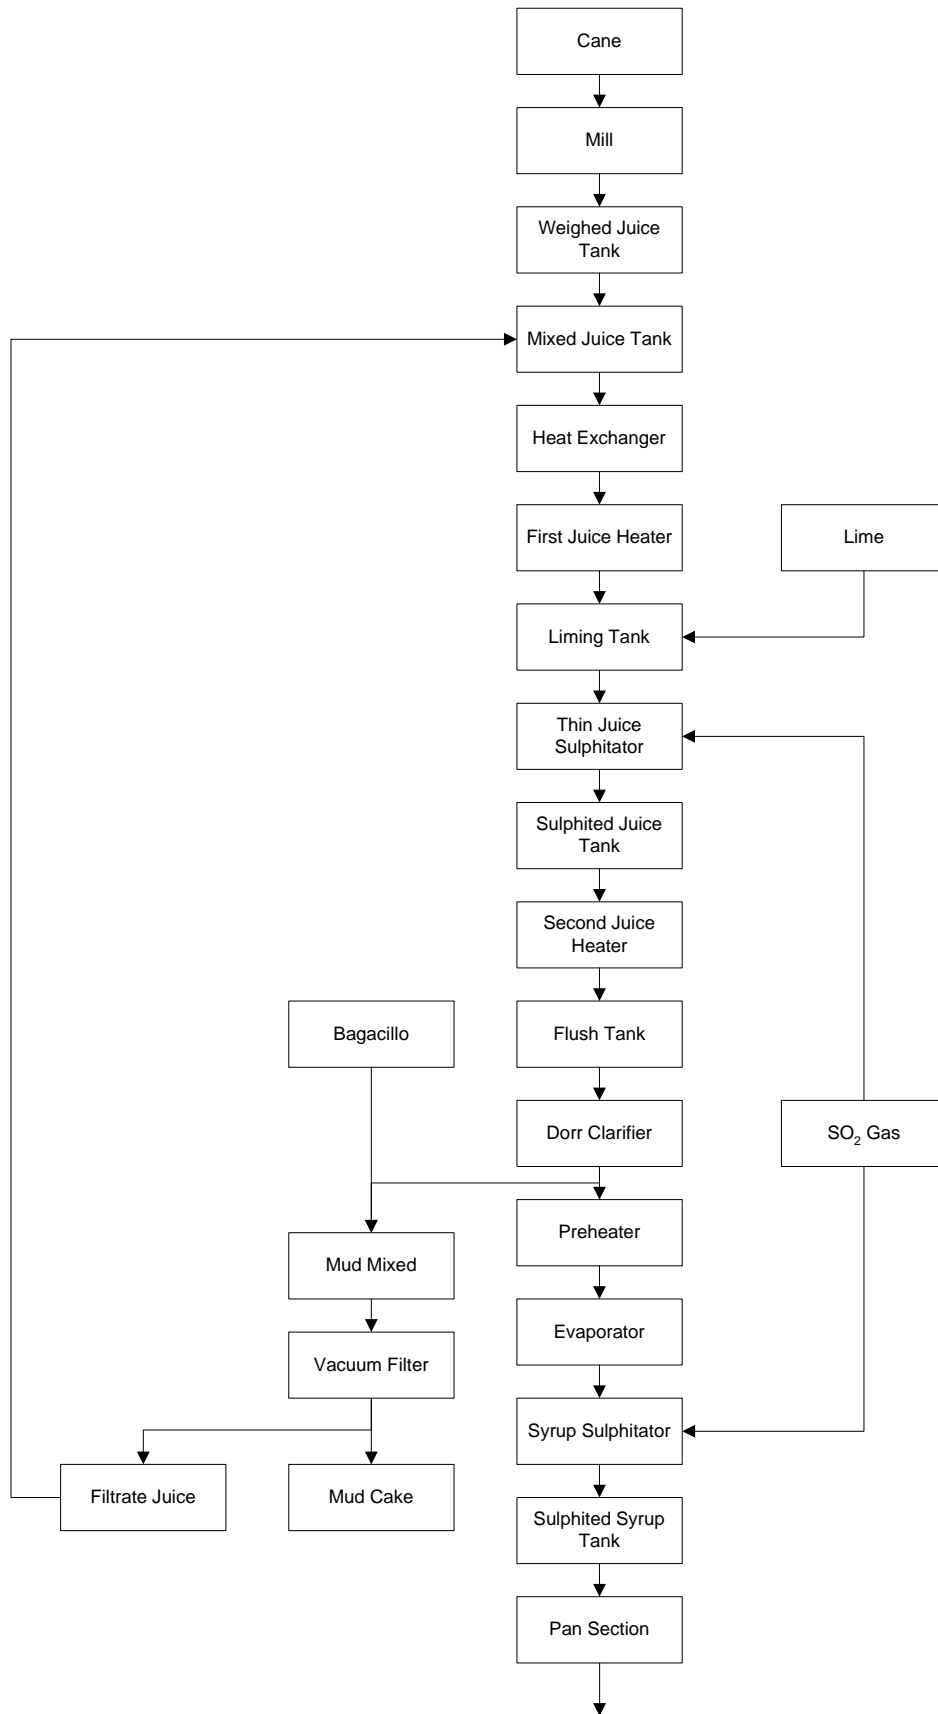 Cane
Mill
Weighed Juice
Tank
Mixed Juice Tank
Heat Exchanger
First Juice Heater
Lime
Liming Tank
Thin Juice
Sulphitator
Sulphited Juice
Tank
Second Juice
Heater
Bagacillo
Flush Tank
Dorr Clarifier
SO₂ Gas
Preheater
Mud Mixed
Evaporator
Vacuum Filter
Syrup Sulphitator
Filtrate Juice
Mud Cake
Sulphited Syrup
Tank
Pan Section